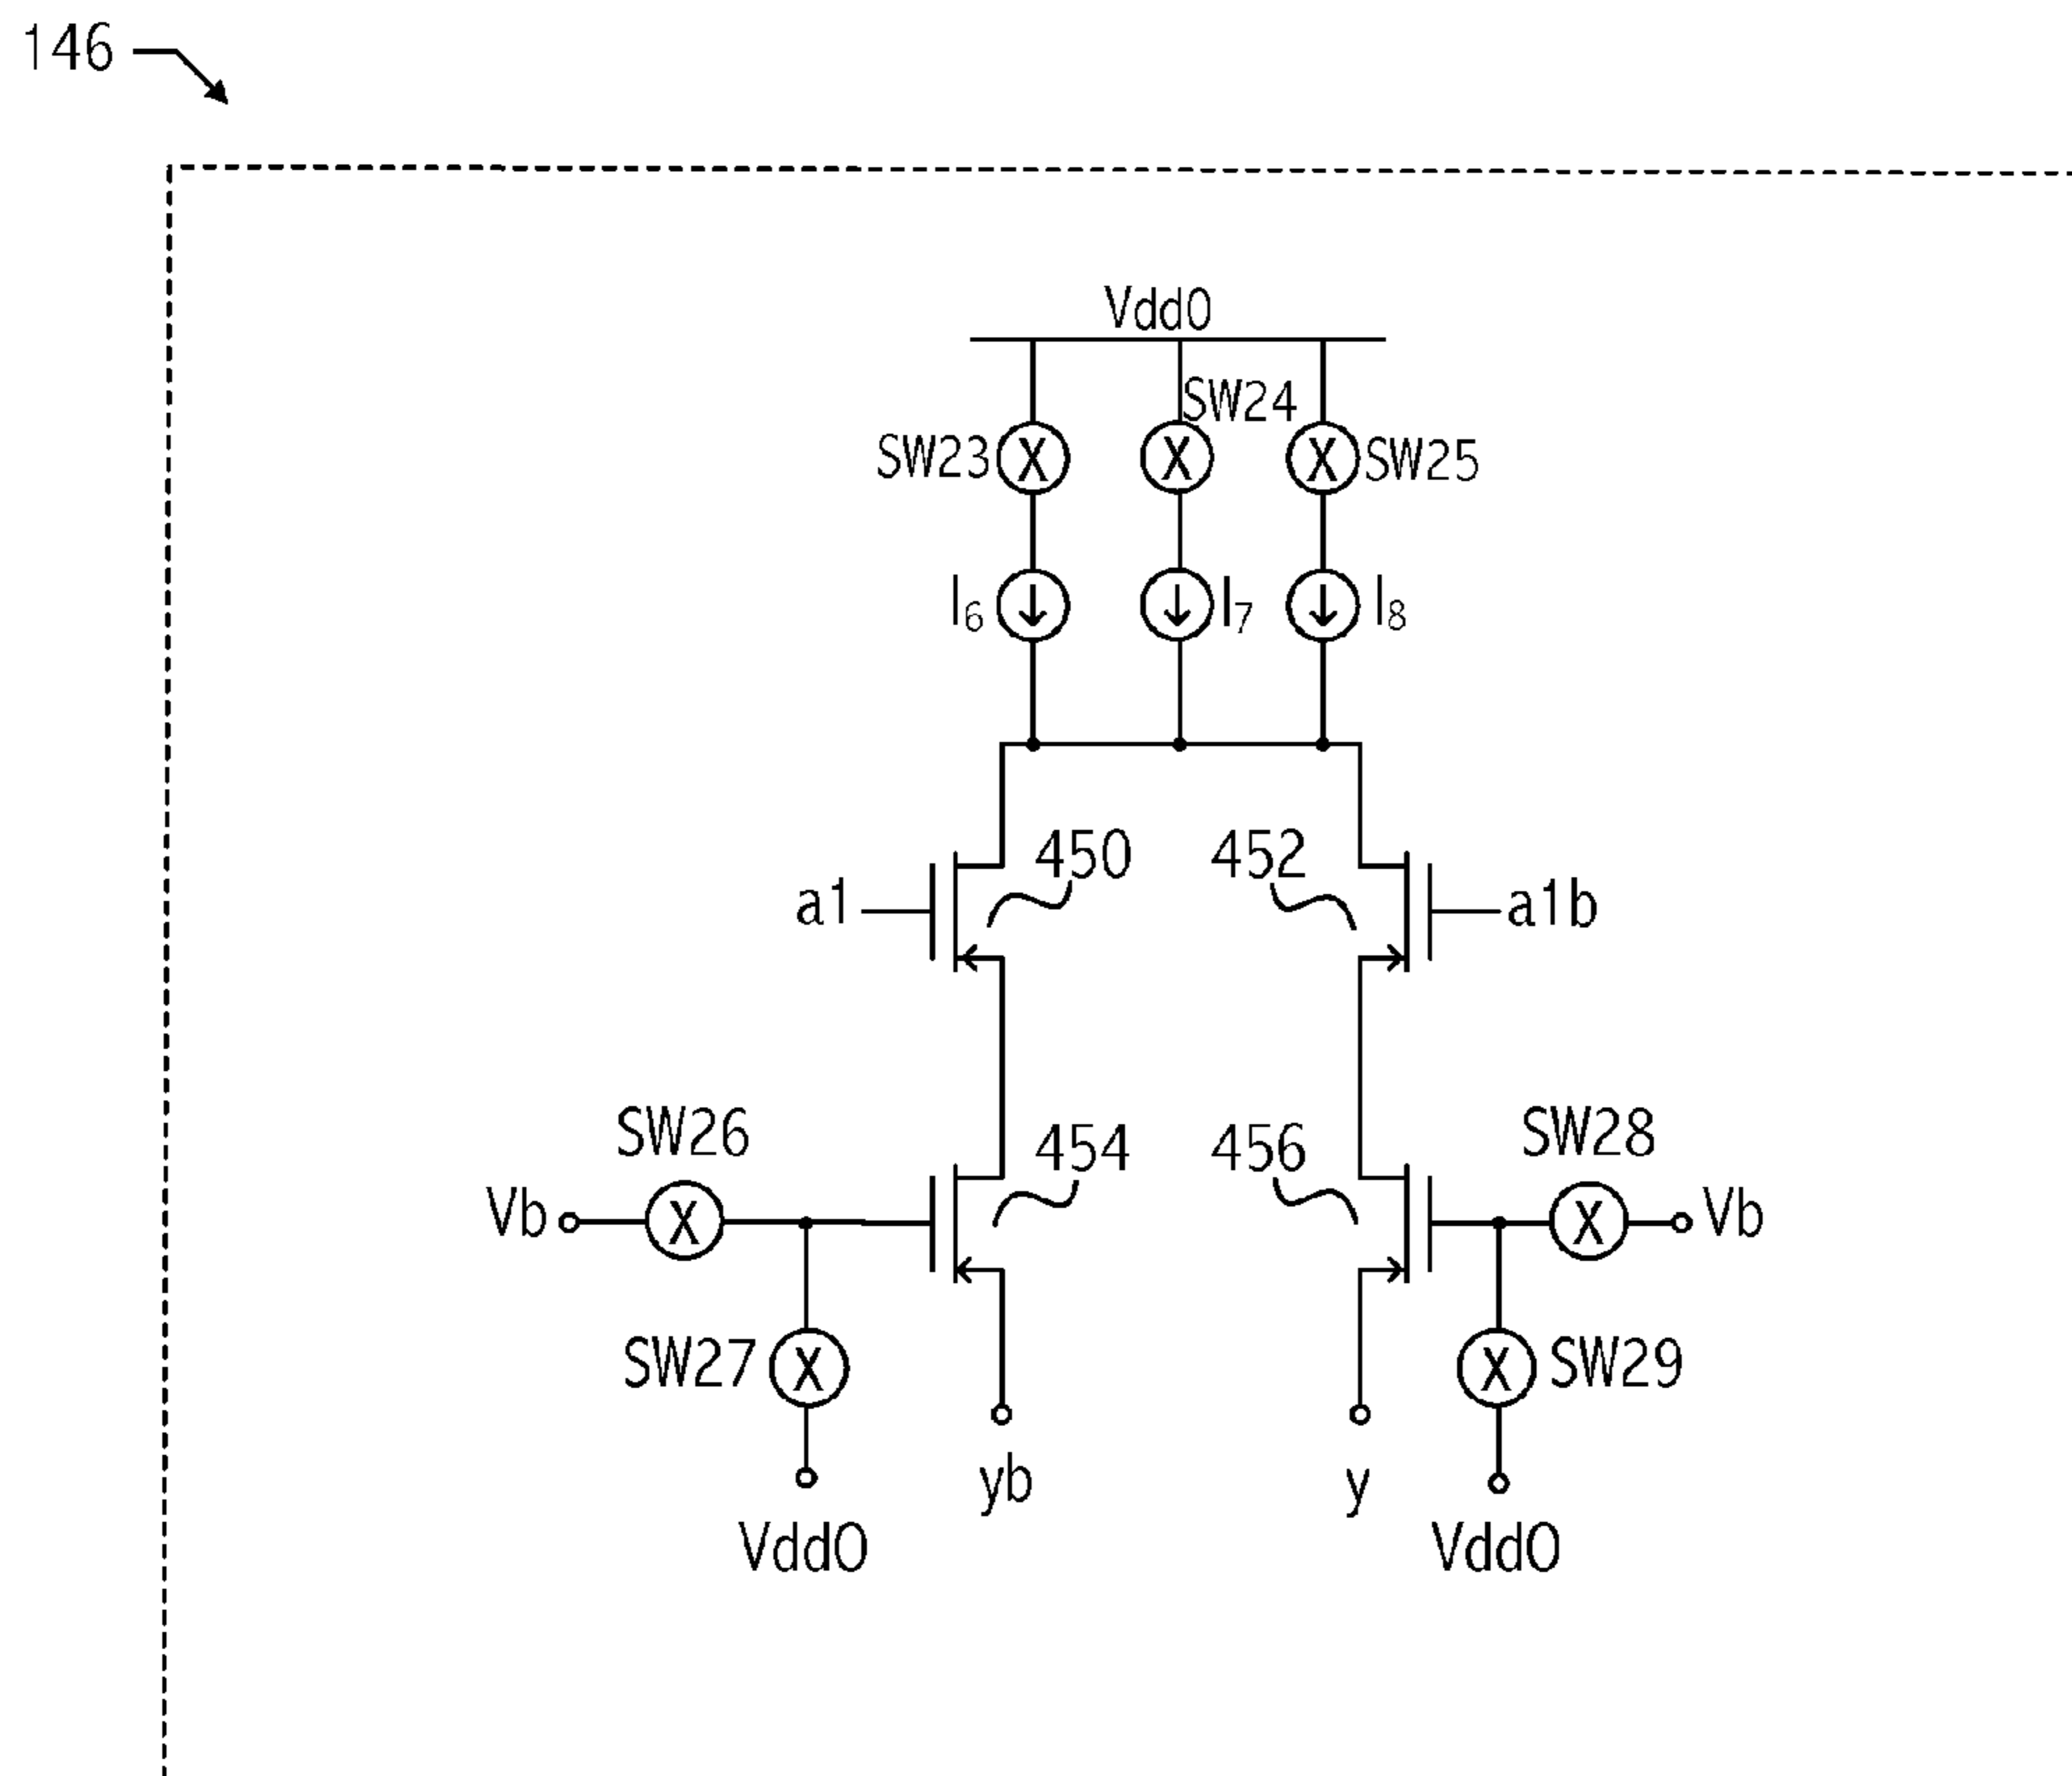 146
Vdd0
SW24
SW23 X X X SW25
I6 I7 I8
450 452
a1 a1b
SW26 454 456 SW28
Vb X X Vb
SW27 X X SW29
yb y
Vdd0 Vdd0